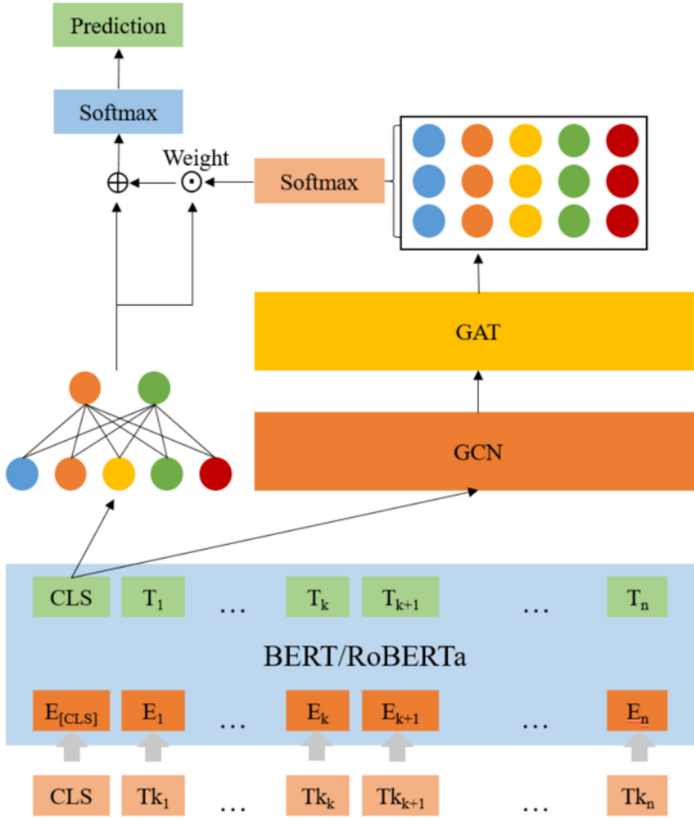 Prediction
Softmax
Weight
Softmax
GAT
GCN
CLS T₁ ... Tₖ Tₖ₊₁ ... Tₙ
BERT/RoBERTa
E[CLS] E₁ ... Eₖ Eₖ₊₁ ... Eₙ
CLS Tk₁ ... Tkₖ Tkₖ₊₁ ... Tkₙ